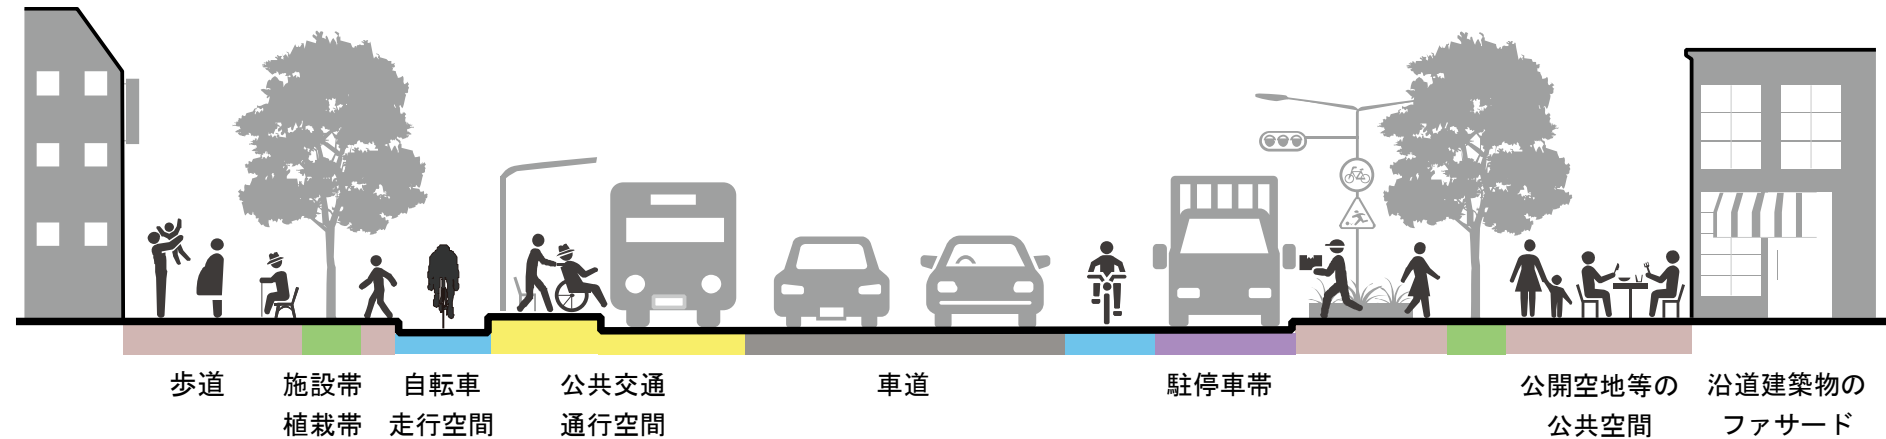 歩道
施設帯
植栽帯
自転車
走行空間
公共交通
通行空間
車道
駐停車帯
公開空地等の
公共空間
沿道建築物の
ファサード